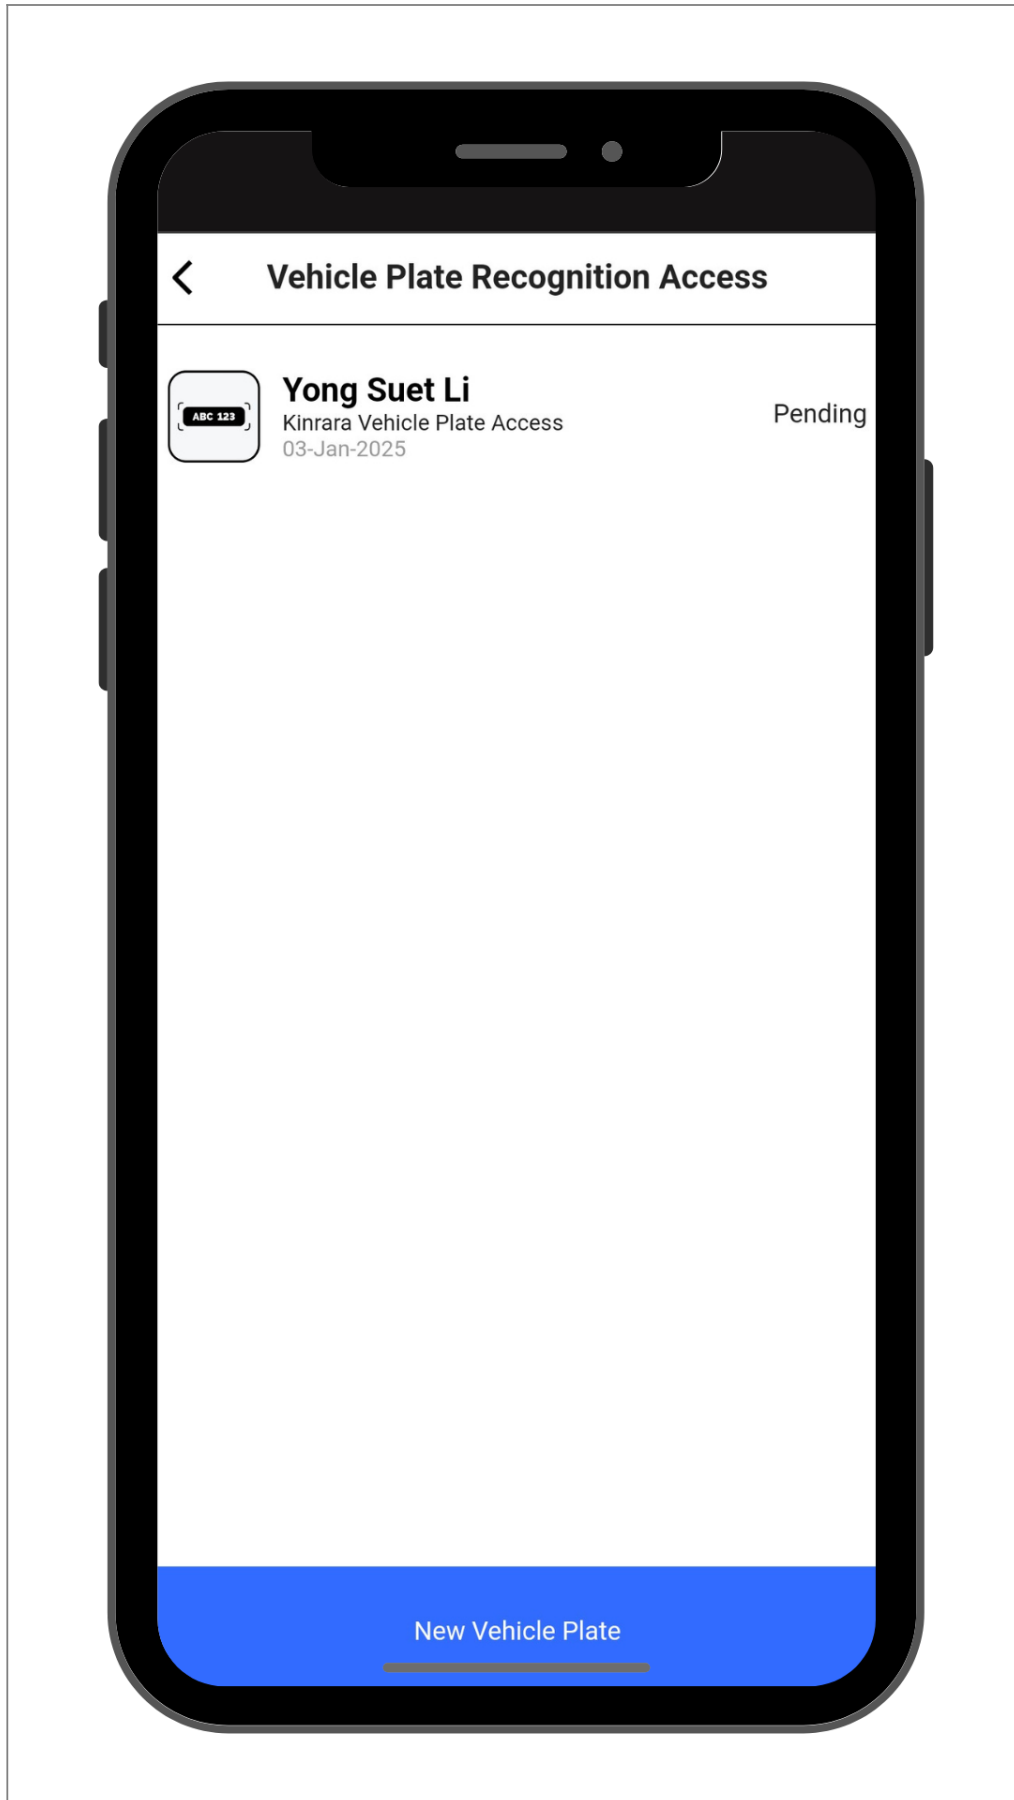 Vehicle Plate Recognition Access
ABC 123
Yong Suet Li
Kinrara Vehicle Plate Access
03-Jan-2025
Pending
New Vehicle Plate